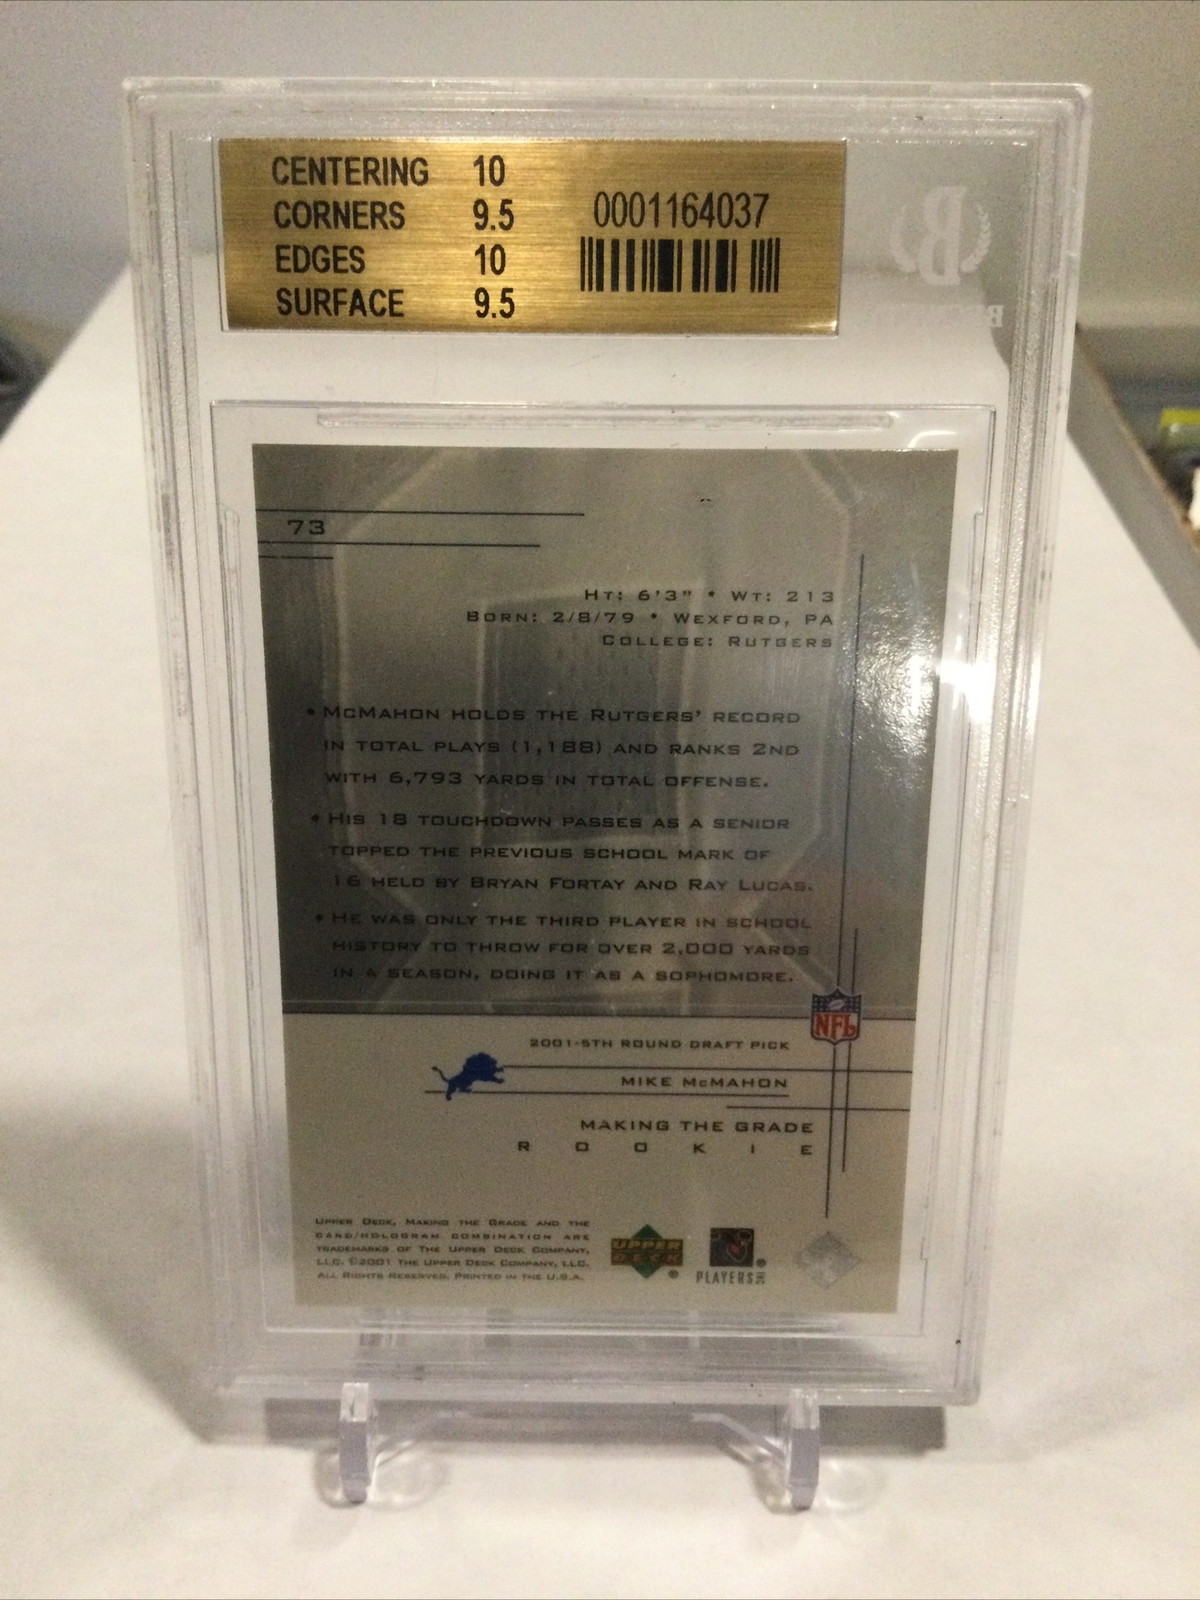 CENTERING 10
CORNERS 9.5
EDGES 10
SURFACE 9.5
0001164037
73
HT: 6'3" • WT: 213
BORN: 2/8/79 • WEXFORD, PA
COLLEGE: RUTGERS
• MCMAHON HOLDS THE RUTGERS' RECORD
IN TOTAL PLAYS (1,188) AND RANKS 2ND
WITH 6,793 YARDS IN TOTAL OFFENSE.
• HIS 18 TOUCHDOWN PASSES AS A SENIOR
TOPPED THE PREVIOUS SCHOOL MARK OF
16 HELD BY BRYAN FORTAY AND RAY LUCAS.
• HE WAS ONLY THE THIRD PLAYER IN SCHOOL
HISTORY TO THROW FOR OVER 2,000 YARDS
IN A SEASON, DOING IT AS A SOPHOMORE.
NFL
2001-5TH ROUND DRAFT PICK
MIKE McMAHON
MAKING THE GRADE
ROOKIE
UPPER DECK, MAKING THE GRADE AND THE
CARD/HOLOGRAM COMBINATION ARE
TRADEMARKS OF THE UPPER DECK COMPANY,
LLC. ©2001 THE UPPER DECK COMPANY, LLC.
ALL RIGHTS RESERVED. PRINTED IN THE U.S.A.
UPPER
DECK
PLAYERS INC